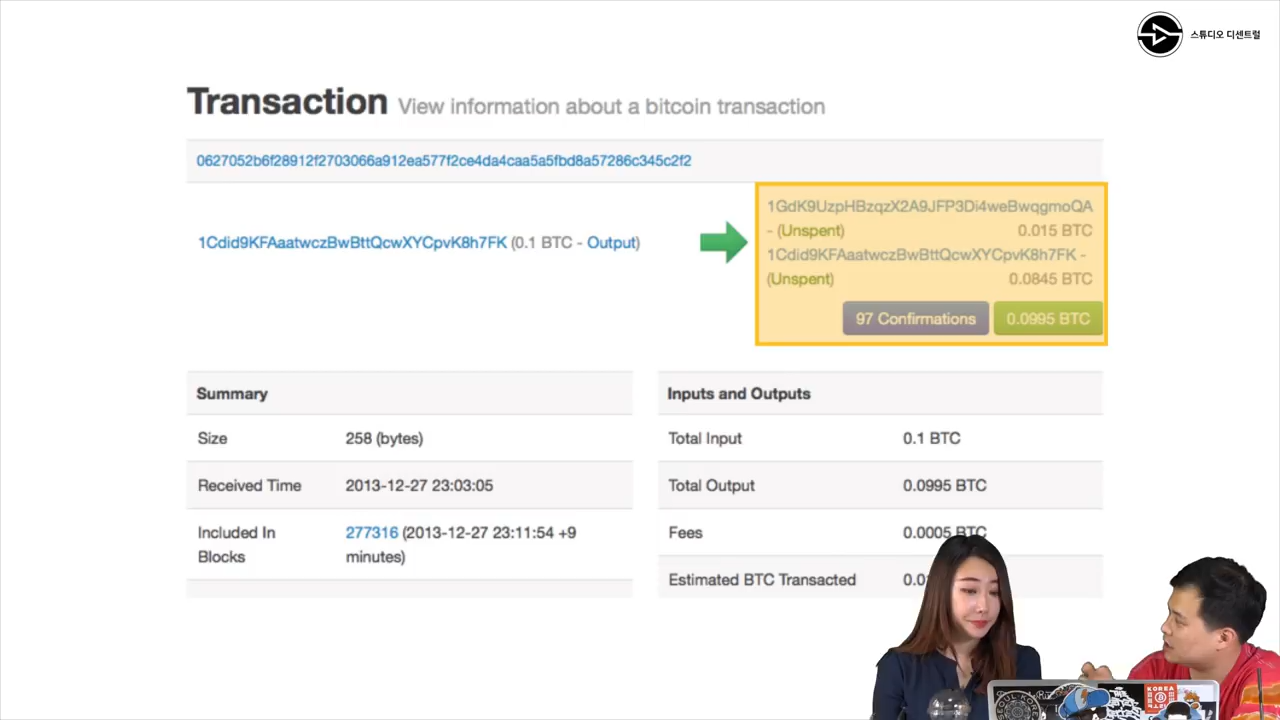 스튜디오 디센트럴
Transaction View information about a bitcoin transaction
0627052b6f28912f2703066a912ea577f2ce4da4caa5a5fbd8a57286c345c2f2
1Cdid9KFAaatwczBwBttQcwXYCpvK8h7FK (0.1 BTC - Output)
1GdK9UzpHBzqzX2A9JFP3Di4weBwqgmoQA
- (Unspent) 0.015 BTC
1Cdid9KFAaatwczBwBttQcwXYCpvK8h7FK -
(Unspent) 0.0845 BTC
97 Confirmations 0.0995 BTC
Summary
Size 258 (bytes)
Received Time 2013-12-27 23:03:05
Included In
Blocks
277316 (2013-12-27 23:11:54 +9
minutes)
Inputs and Outputs
Total Input 0.1 BTC
Total Output 0.0995 BTC
Fees 0.0005 BTC
Estimated BTC Transacted
KOREA